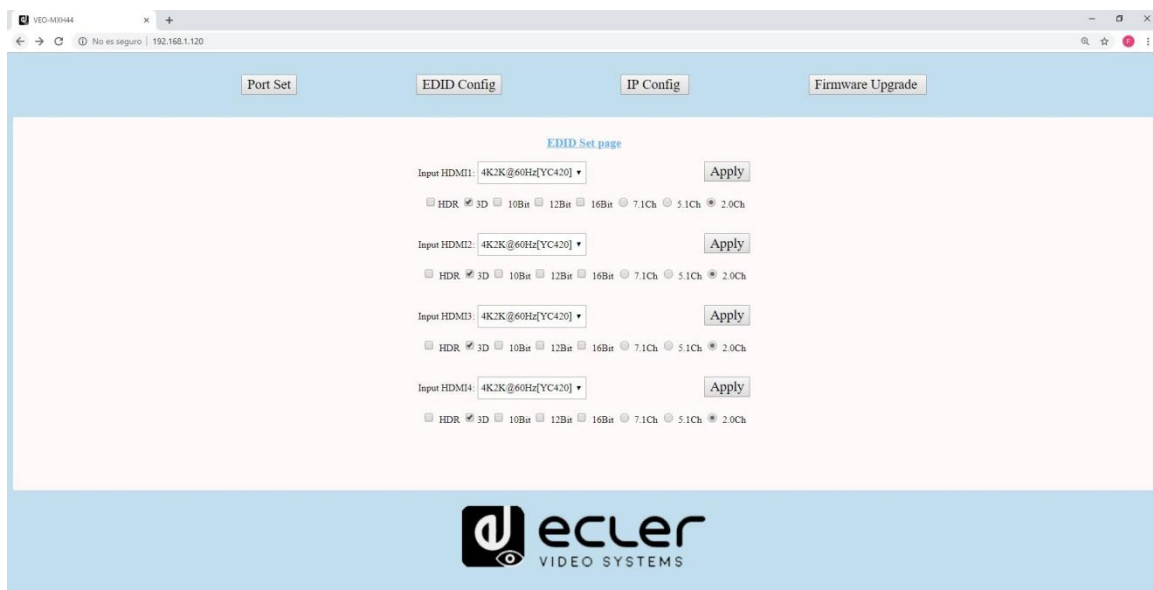 VEO-MXH44
No es seguro | 192.168.1.120
Port Set EDID Config IP Config Firmware Upgrade
EDID Set page
Input HDMI1: 4K2K@60Hz[YC420] Apply
HDR 3D 10Bit 12Bit 16Bit 7.1Ch 5.1Ch 2.0Ch
Input HDMI2: 4K2K@60Hz[YC420] Apply
HDR 3D 10Bit 12Bit 16Bit 7.1Ch 5.1Ch 2.0Ch
Input HDMI3: 4K2K@60Hz[YC420] Apply
HDR 3D 10Bit 12Bit 16Bit 7.1Ch 5.1Ch 2.0Ch
Input HDMI4: 4K2K@60Hz[YC420] Apply
HDR 3D 10Bit 12Bit 16Bit 7.1Ch 5.1Ch 2.0Ch
ecler
VIDEO SYSTEMS